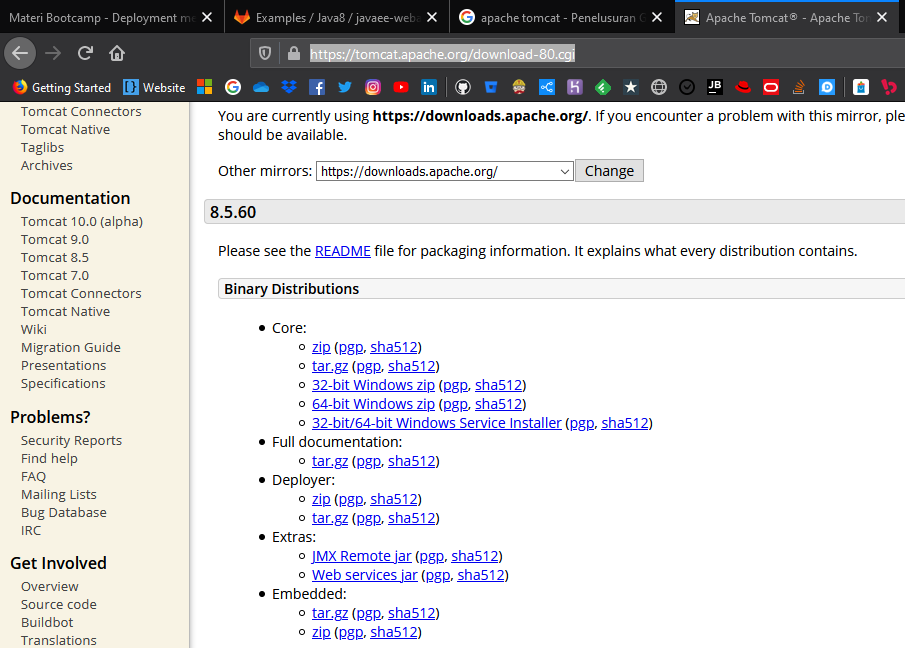 Materi Bootcamp - Deployment me
Examples / Java8 / javaee-weba
apache tomcat - Penelusuran G
Apache Tomcat® - Apache Tom
https://tomcat.apache.org/download-80.cgi
Getting Started
Website
Tomcat Connectors
Tomcat Native
Taglibs
Archives
Documentation
Tomcat 10.0 (alpha)
Tomcat 9.0
Tomcat 8.5
Tomcat 7.0
Tomcat Connectors
Tomcat Native
Wiki
Migration Guide
Presentations
Specifications
Problems?
Security Reports
Find help
FAQ
Mailing Lists
Bug Database
IRC
Get Involved
Overview
Source code
Buildbot
Translations
You are currently using https://downloads.apache.org/. If you encounter a problem with this mirror, ple
should be available.
Other mirrors: https://downloads.apache.org/ Change
8.5.60
Please see the README file for packaging information. It explains what every distribution contains.
Binary Distributions
Core:
zip (pgp, sha512)
tar.gz (pgp, sha512)
32-bit Windows zip (pgp, sha512)
64-bit Windows zip (pgp, sha512)
32-bit/64-bit Windows Service Installer (pgp, sha512)
Full documentation:
tar.gz (pgp, sha512)
Deployer:
zip (pgp, sha512)
tar.gz (pgp, sha512)
Extras:
JMX Remote jar (pgp, sha512)
Web services jar (pgp, sha512)
Embedded:
tar.gz (pgp, sha512)
zip (pgp, sha512)